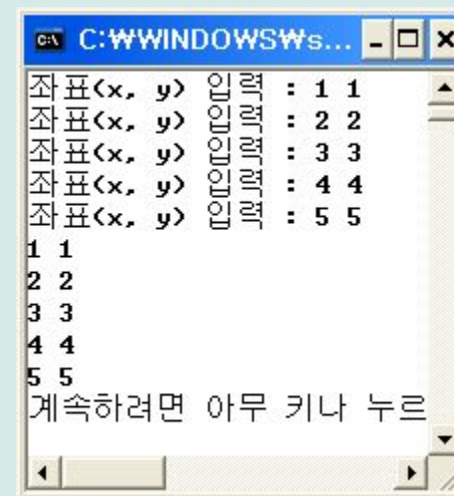 C:\WINDOWS\s...
좌표(x, y) 입력 : 1 1
좌표(x, y) 입력 : 2 2
좌표(x, y) 입력 : 3 3
좌표(x, y) 입력 : 4 4
좌표(x, y) 입력 : 5 5
1 1
2 2
3 3
4 4
5 5
계속하려면 아무 키나 누르